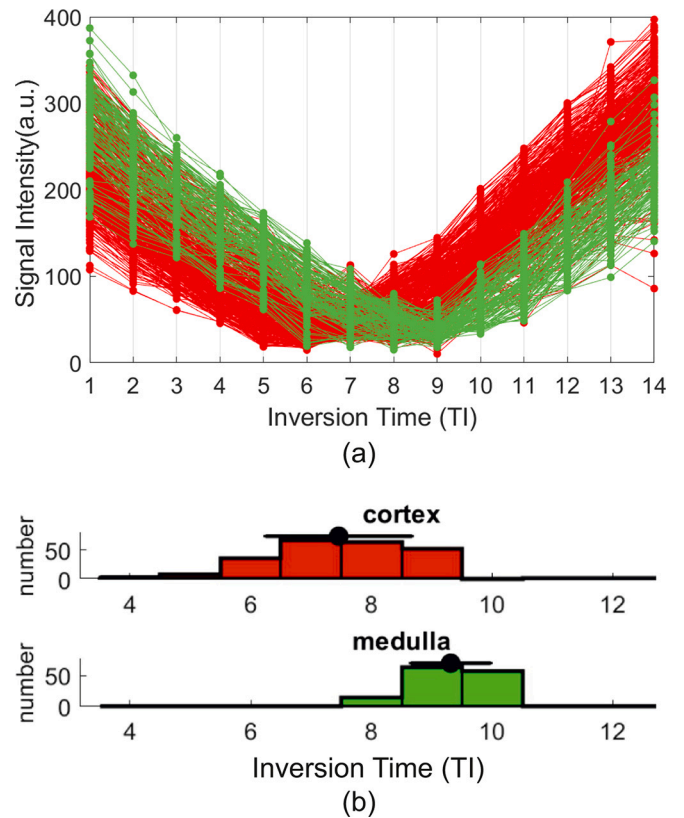 400
300
200
100
0
Signal Intensity(a.u.)
1 2 3 4 5 6 7 8 9 10 11 12 13 14
Inversion Time (TI)
(a)
cortex
number
50
0
4 6 8 10 12
medulla
number
50
0
4 6 8 10 12
Inversion Time (TI)
(b)